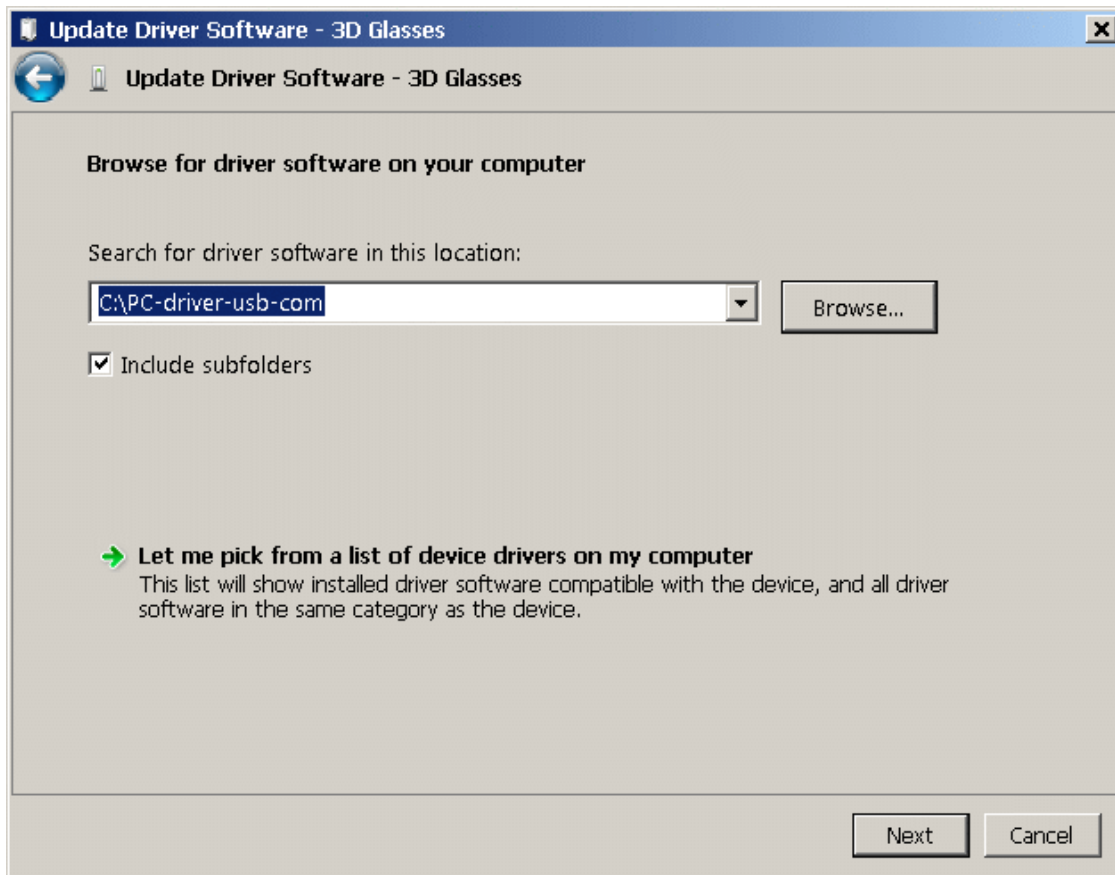 Update Driver Software - 3D Glasses
Update Driver Software - 3D Glasses
Browse for driver software on your computer
Search for driver software in this location:
C:\PC-driver-usb-com
Browse...
Include subfolders
Let me pick from a list of device drivers on my computer
This list will show installed driver software compatible with the device, and all driver
software in the same category as the device.
Next
Cancel